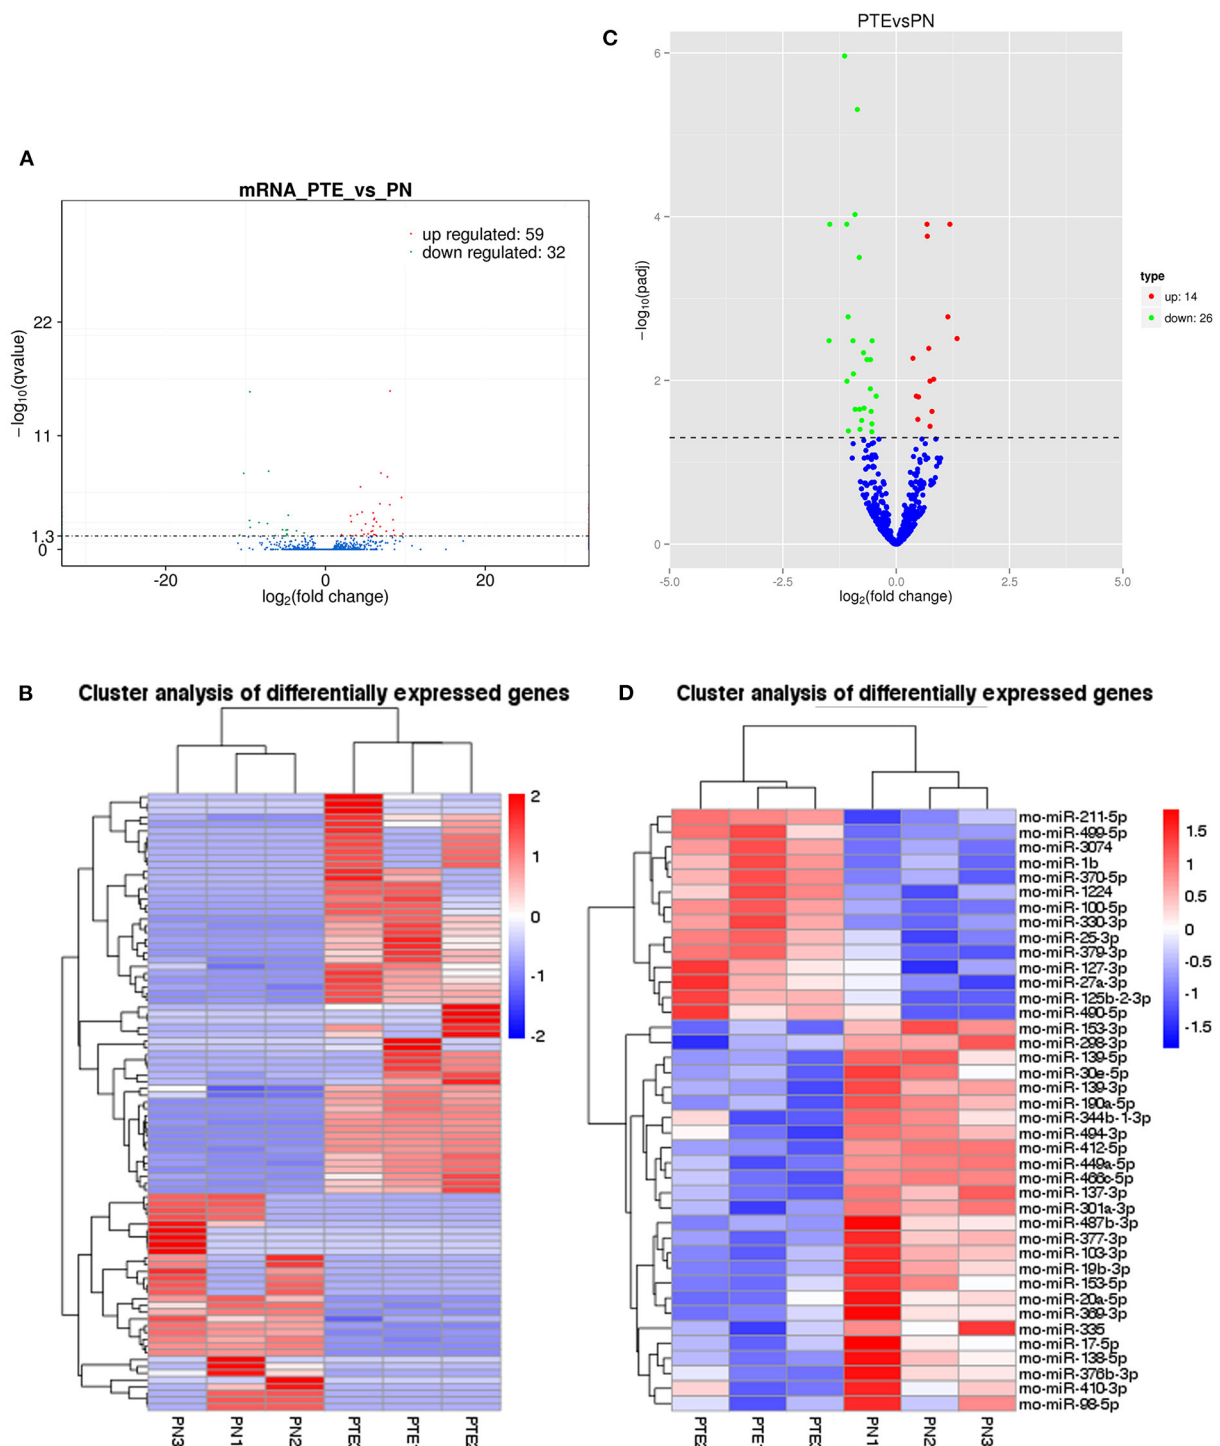 A
mRNA_PTE_vs_PN
up regulated: 59
down regulated: 32
22
11
1.3
0
−log10(qvalue)
-20 0 20
log2(fold change)
C
PTEvsPN
6
4
2
0
−log10(padj)
-5.0 -2.5 0.0 2.5 5.0
log2(fold change)
type
up: 14
down: 26
B
Cluster analysis of differentially expressed genes
2
1
0
-1
-2
PN3 PN1 PN2
D
Cluster analysis of differentially expressed genes
rno-miR-211-5p
rno-miR-499-5p
rno-miR-3074
rno-miR-1b
rno-miR-370-5p
rno-miR-1224
rno-miR-100-5p
rno-miR-330-3p
rno-miR-25-3p
rno-miR-379-3p
rno-miR-127-3p
rno-miR-27a-3p
rno-miR-125b-2-3p
rno-miR-490-5p
rno-miR-153-3p
rno-miR-298-3p
rno-miR-139-5p
rno-miR-30e-5p
rno-miR-139-3p
rno-miR-190a-5p
rno-miR-344b-1-3p
rno-miR-494-3p
rno-miR-412-5p
rno-miR-449a-5p
rno-miR-466c-5p
rno-miR-137-3p
rno-miR-301a-3p
rno-miR-487b-3p
rno-miR-377-3p
rno-miR-103-3p
rno-miR-19b-3p
rno-miR-153-5p
rno-miR-20a-5p
rno-miR-369-3p
rno-miR-335
rno-miR-17-5p
rno-miR-138-5p
rno-miR-376b-3p
rno-miR-410-3p
rno-miR-98-5p
1.5
1
0.5
0
-0.5
-1
-1.5
PN1 PN2 PN3